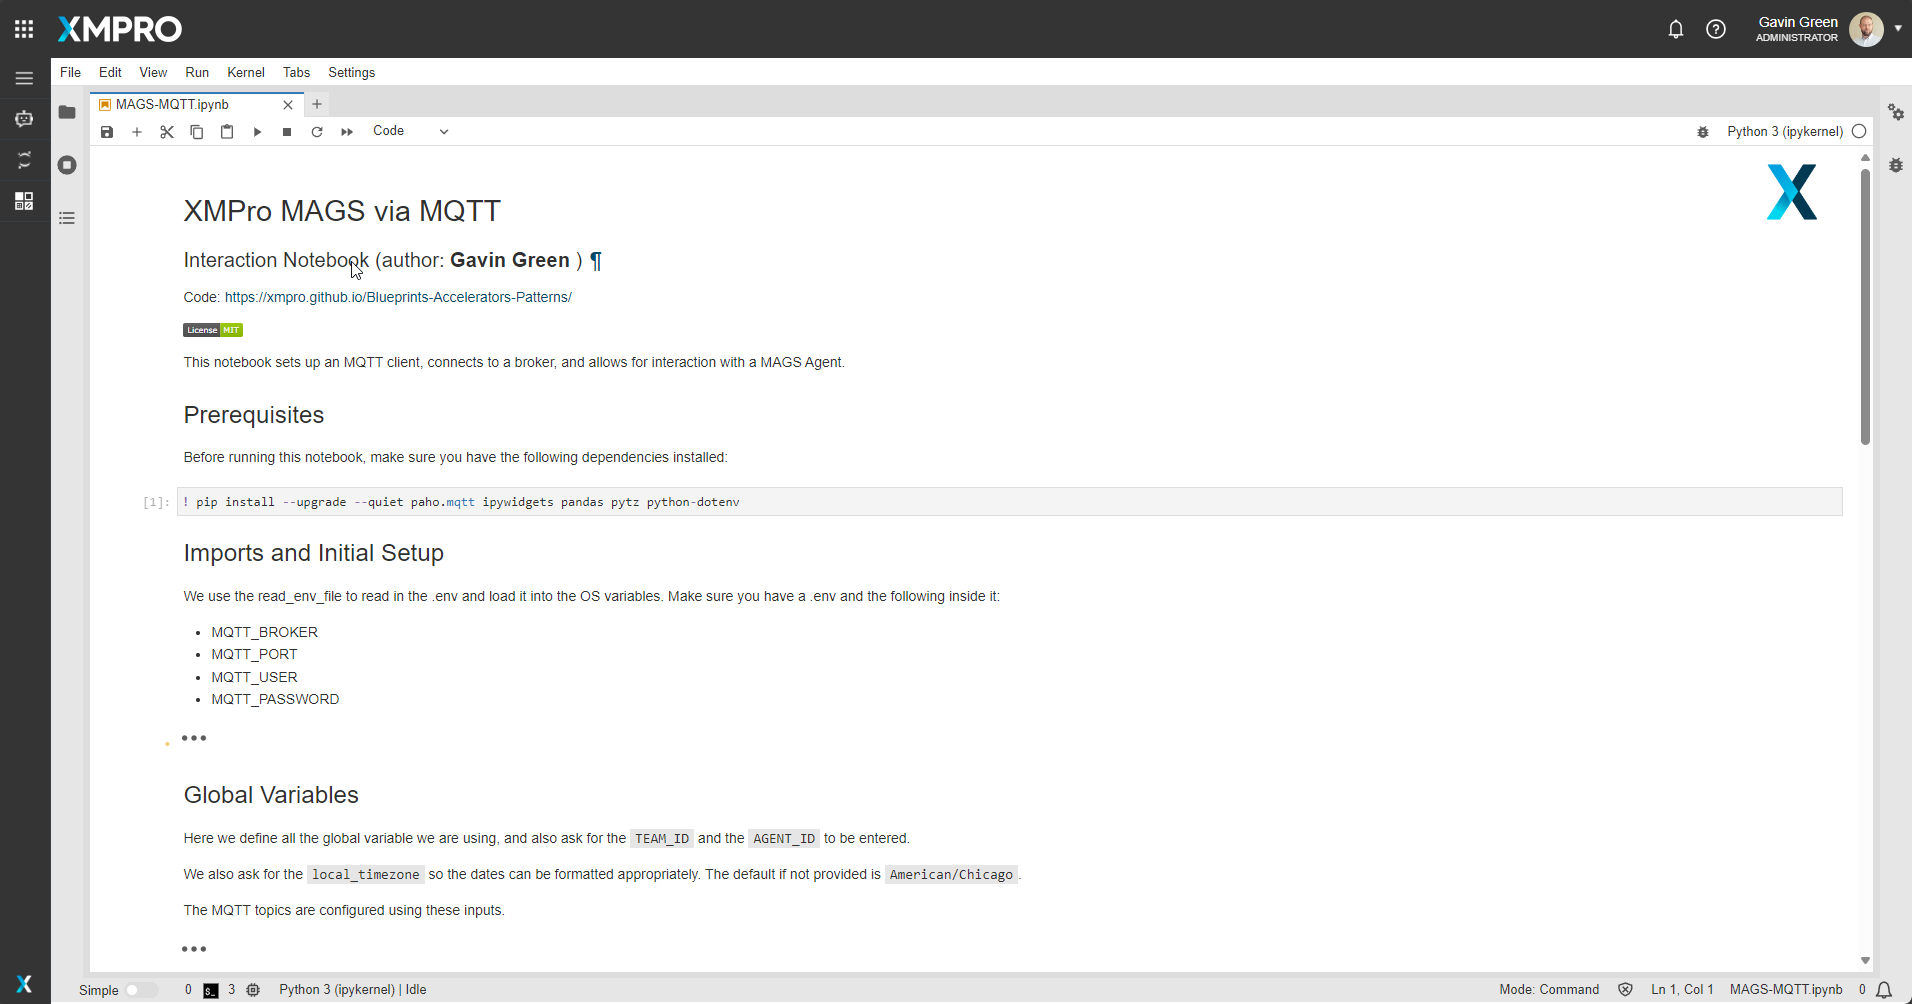 XMPRO
Gavin Green
ADMINISTRATOR
File Edit View Run Kernel Tabs Settings
MAGS-MQTT.ipynb
Code
Python 3 (ipykernel)
XMPro MAGS via MQTT
Interaction Notebook (author: Gavin Green ) ¶
Code: https://xmpro.github.io/Blueprints-Accelerators-Patterns/
License MIT
This notebook sets up an MQTT client, connects to a broker, and allows for interaction with a MAGS Agent.
Prerequisites
Before running this notebook, make sure you have the following dependencies installed:
[1]: ! pip install --upgrade --quiet paho.mqtt ipywidgets pandas pytz python-dotenv
Imports and Initial Setup
We use the read_env_file to read in the .env and load it into the OS variables. Make sure you have a .env and the following inside it:
• MQTT_BROKER
• MQTT_PORT
• MQTT_USER
• MQTT_PASSWORD
Global Variables
Here we define all the global variable we are using, and also ask for the TEAM_ID and the AGENT_ID to be entered.
We also ask for the local_timezone so the dates can be formatted appropriately. The default if not provided is American/Chicago .
The MQTT topics are configured using these inputs.
Simple 0 3 Python 3 (ipykernel) | Idle Mode: Command Ln 1, Col 1 MAGS-MQTT.ipynb 0